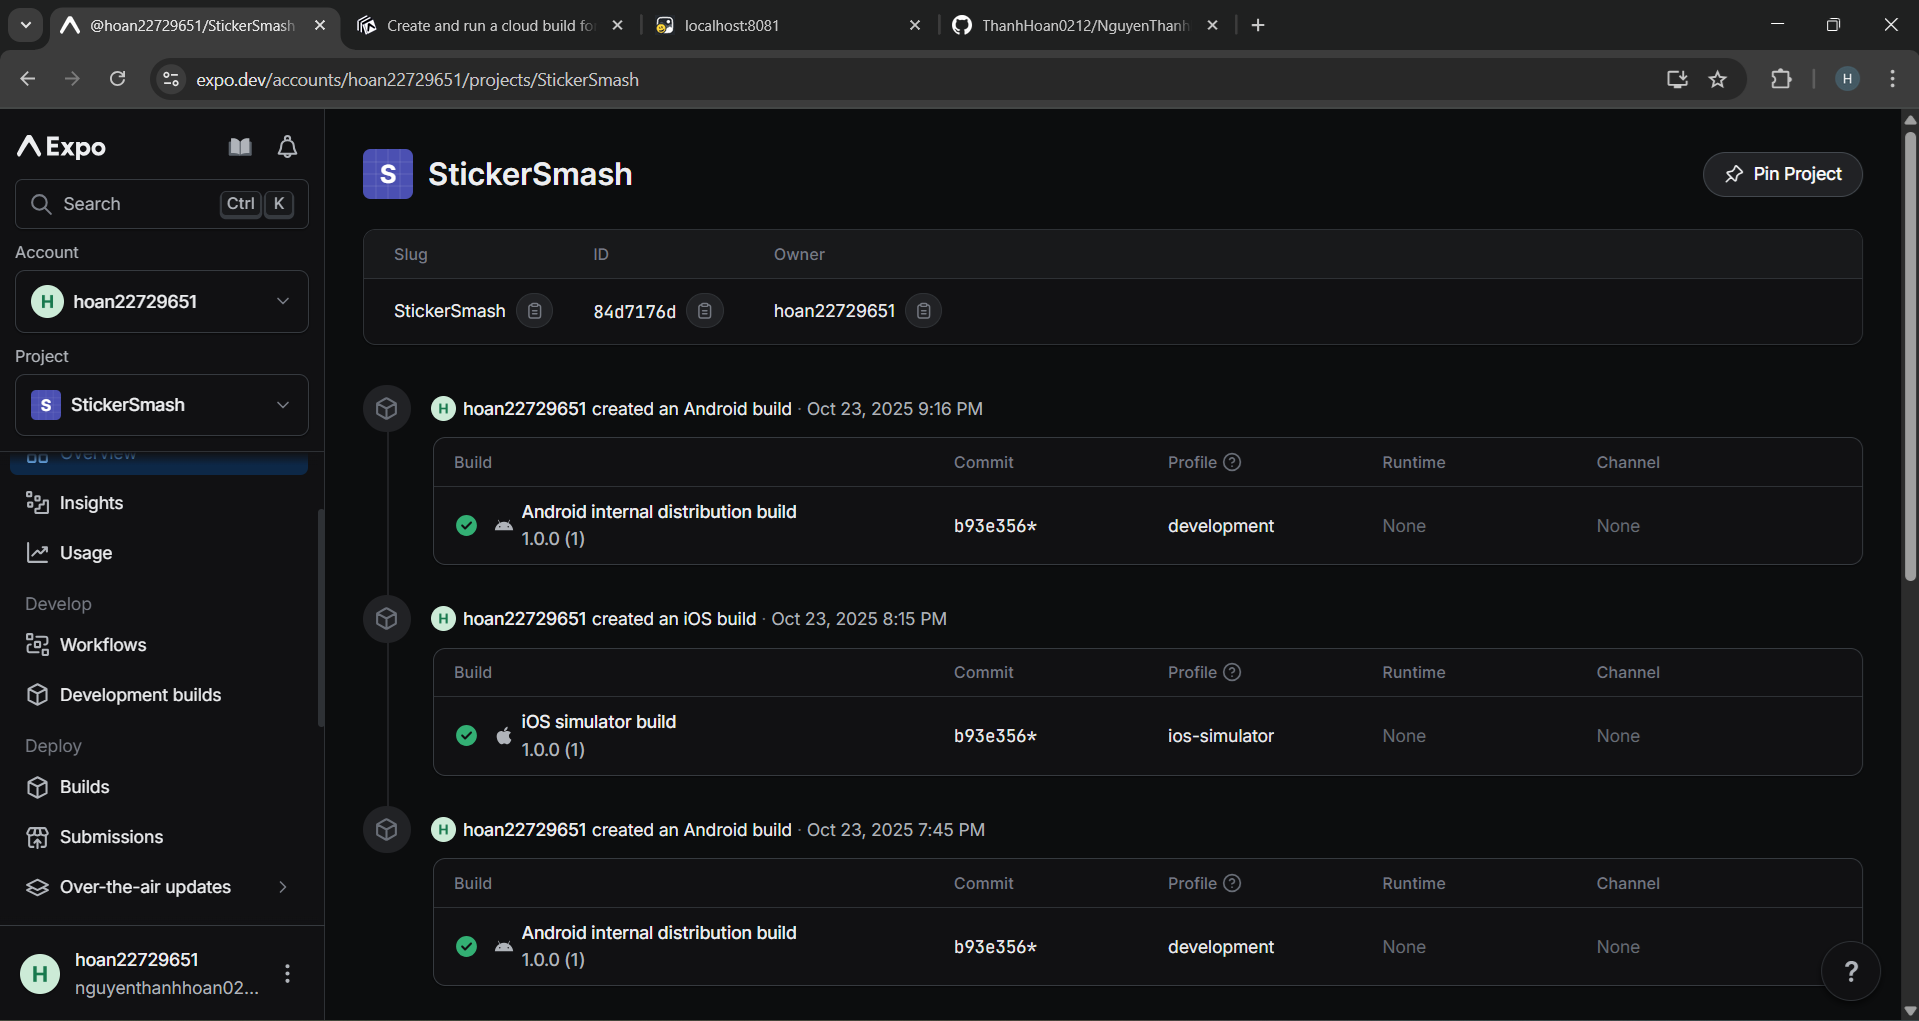 @hoan22729651/StickerSmash
Create and run a cloud build fo
localhost:8081
ThanhHoan0212/NguyenThanh
expo.dev/accounts/hoan22729651/projects/StickerSmash
H
Expo
Search
Ctrl
K
Account
H
hoan22729651
Project
S
StickerSmash
Overview
Insights
Usage
Develop
Workflows
Development builds
Deploy
Builds
Submissions
Over-the-air updates
H
hoan22729651
nguyenthanhhoan02...
S
StickerSmash
Pin Project
Slug
ID
Owner
StickerSmash
84d7176d
hoan22729651
H
hoan22729651 created an Android build · Oct 23, 2025 9:16 PM
Build
Commit
Profile ?
Runtime
Channel
Android internal distribution build
1.0.0 (1)
b93e356*
development
None
None
H
hoan22729651 created an iOS build · Oct 23, 2025 8:15 PM
Build
Commit
Profile ?
Runtime
Channel
iOS simulator build
1.0.0 (1)
b93e356*
ios-simulator
None
None
H
hoan22729651 created an Android build · Oct 23, 2025 7:45 PM
Build
Commit
Profile ?
Runtime
Channel
Android internal distribution build
1.0.0 (1)
b93e356*
development
None
None
?